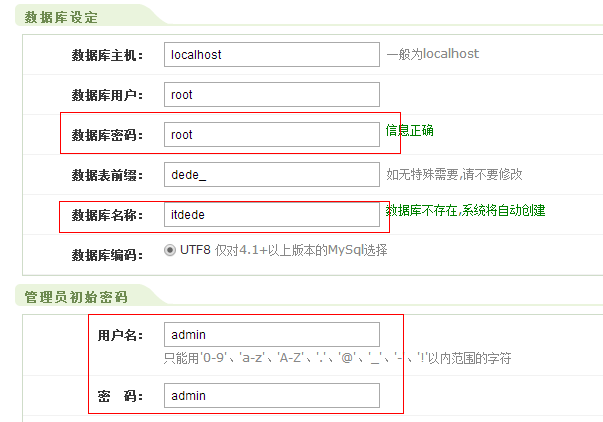 数据库设定
数据库主机： localhost 一般为localhost
数据库用户： root
数据库密码： root 信息正确
数据表前缀： dede_ 如无特殊需要,请不要修改
数据库名称： itdede 数据库不存在,系统将自动创建
数据库编码： UTF8 仅对4.1+以上版本的MySql选择
管理员初始密码
用户名： admin
只能用'0-9'、'a-z'、'A-Z'、'.'、'@'、'_'、'-'、'!'以内范围的字符
密 码： admin